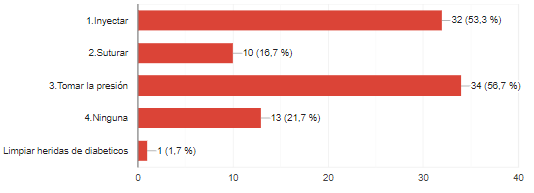 1.Inyectar
32 (53,3 %)
2.Suturar
10 (16,7 %)
3.Tomar la presión
34 (56,7 %)
4.Ninguna
13 (21,7 %)
Limpiar heridas de diabeticos
1 (1,7 %)
0
10
20
30
40